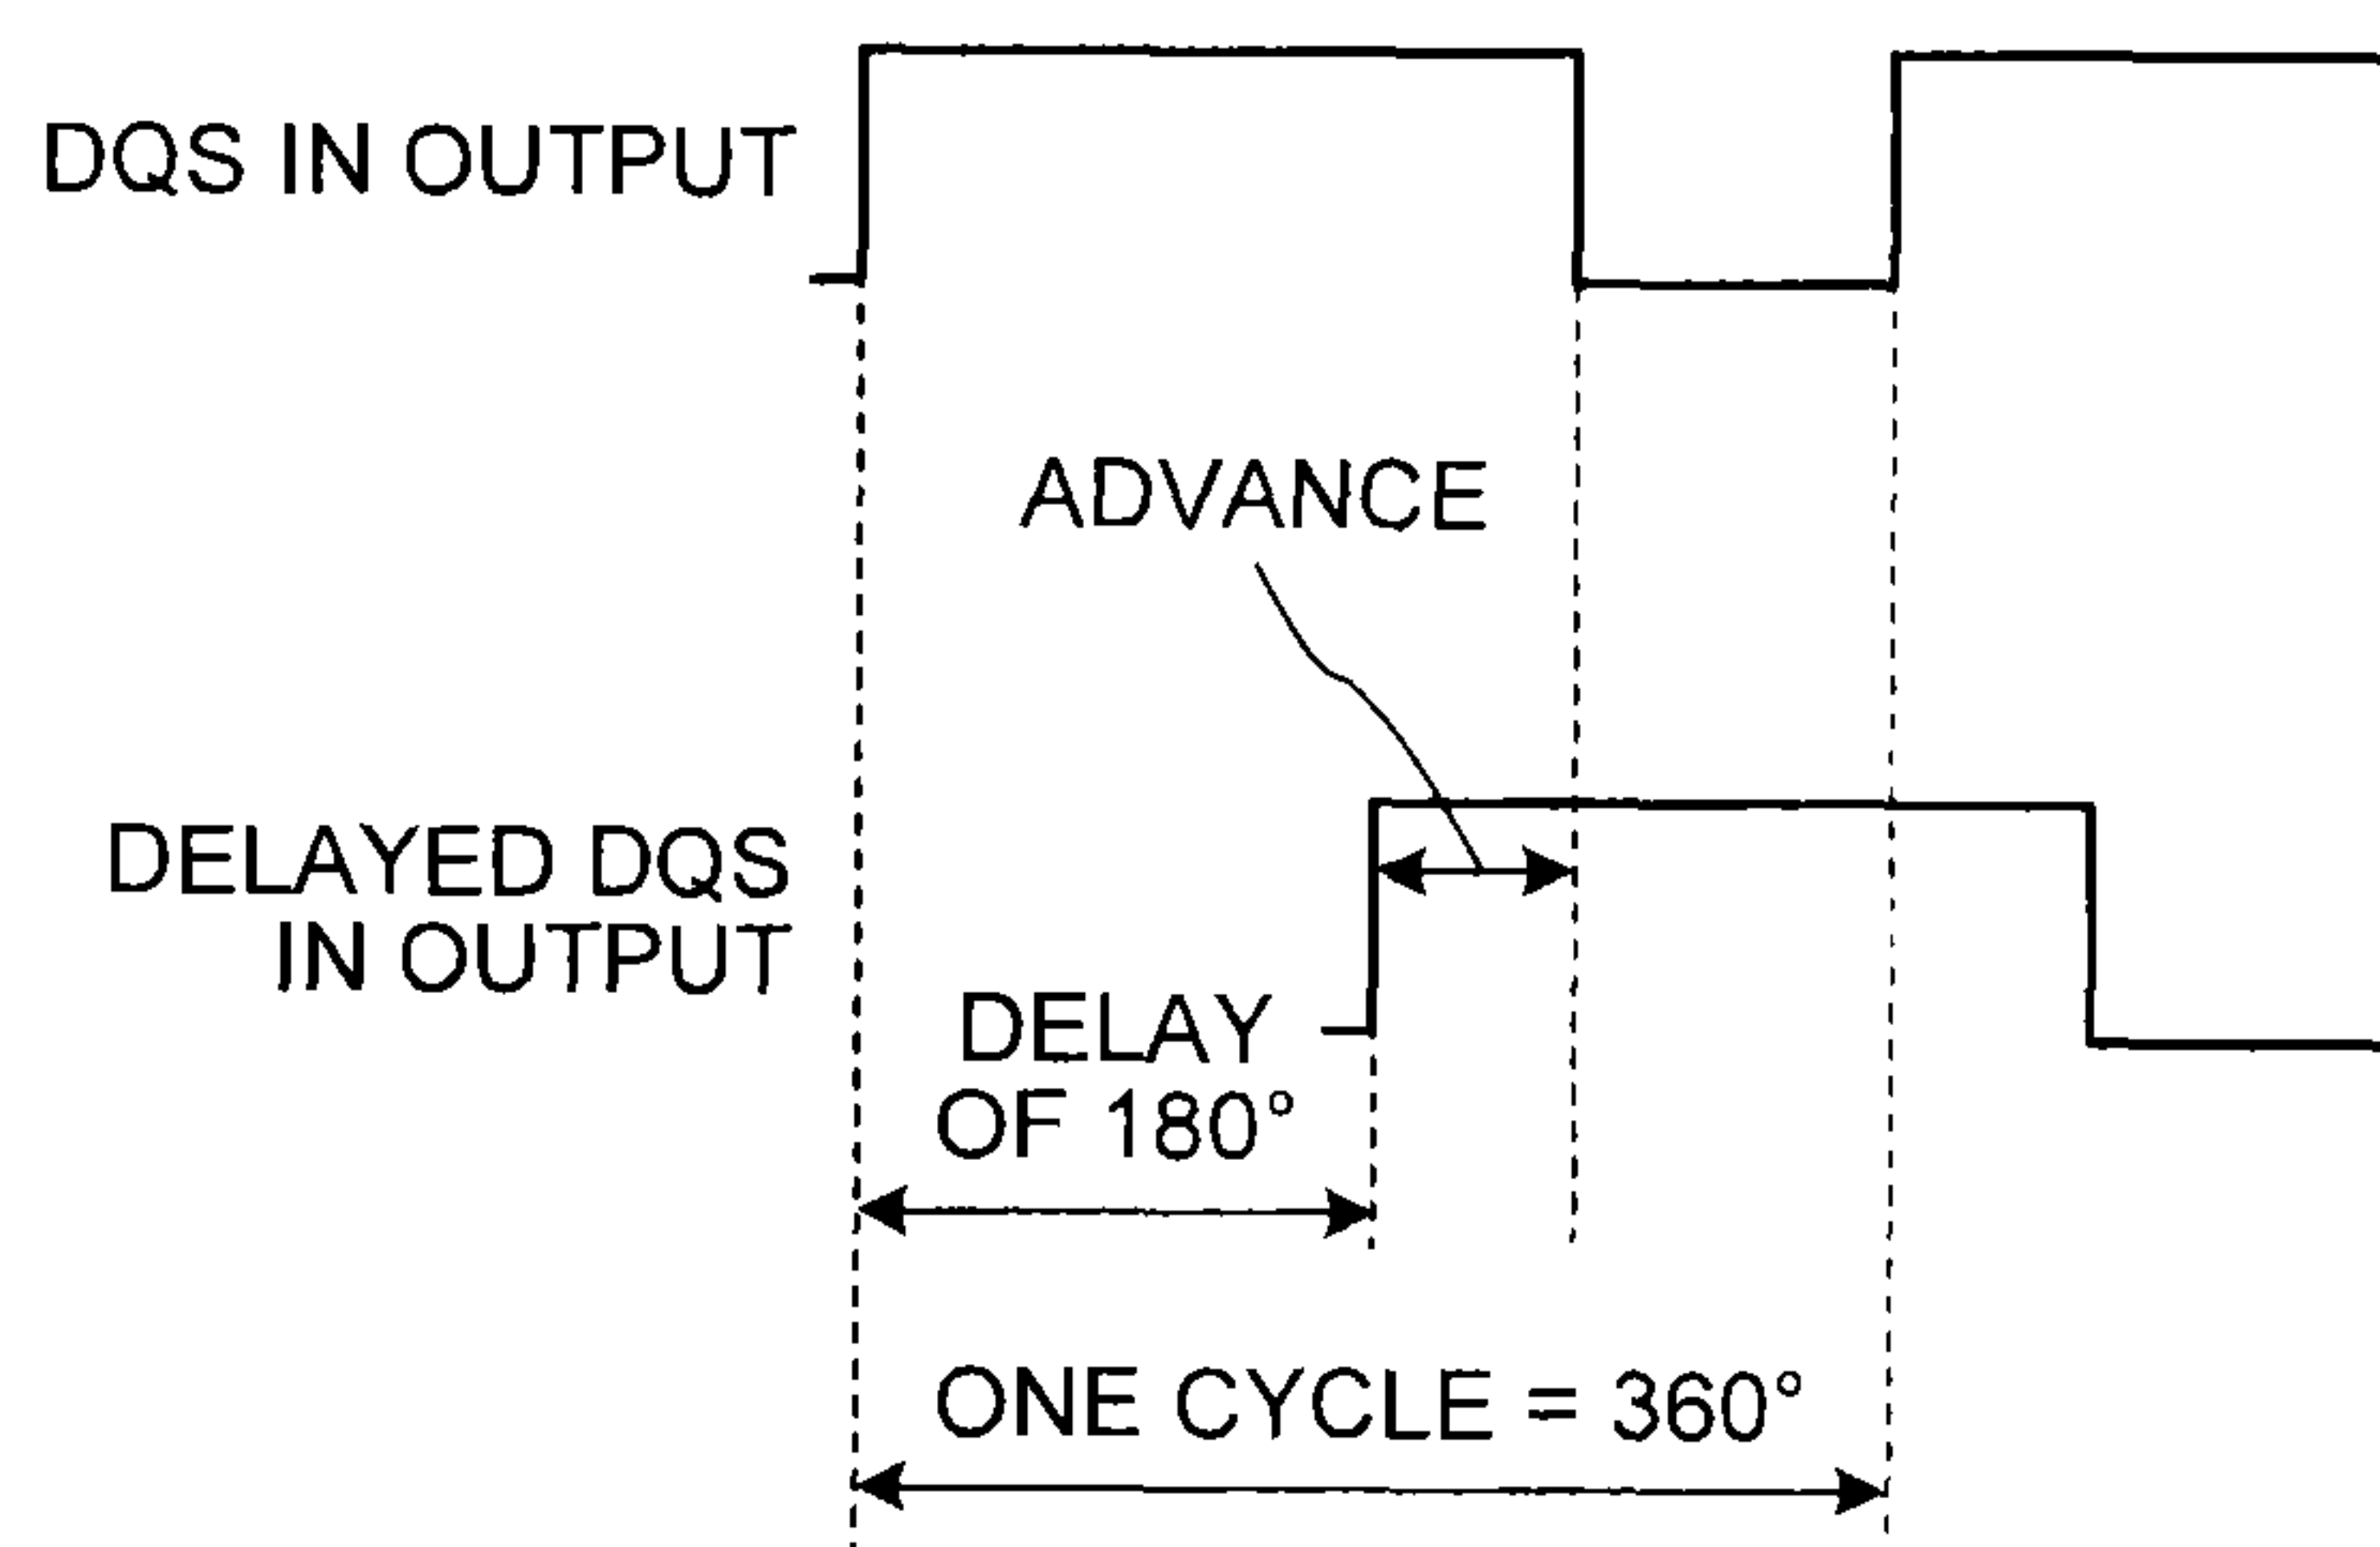 DQS IN OUTPUT
ADVANCE
DELAYED DQS
IN OUTPUT
DELAY
OF 180°
ONE CYCLE = 360°